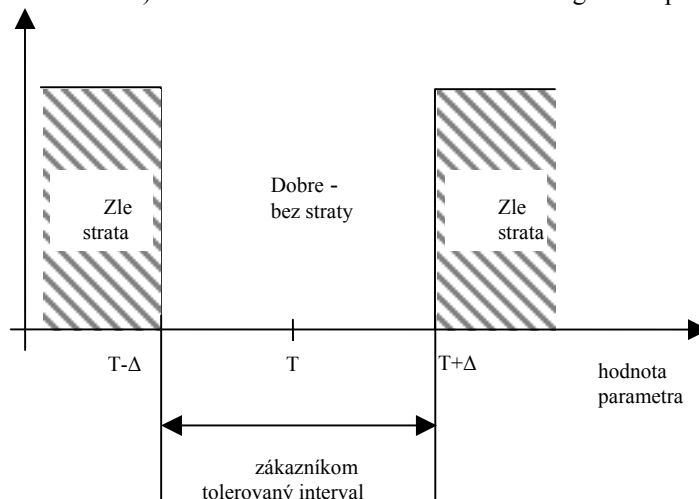 Dobre -
bez straty
Zle
strata
Zle
strata
T-Δ
T
T+Δ
hodnota
parametra
zákazníkom
tolerovaný interval